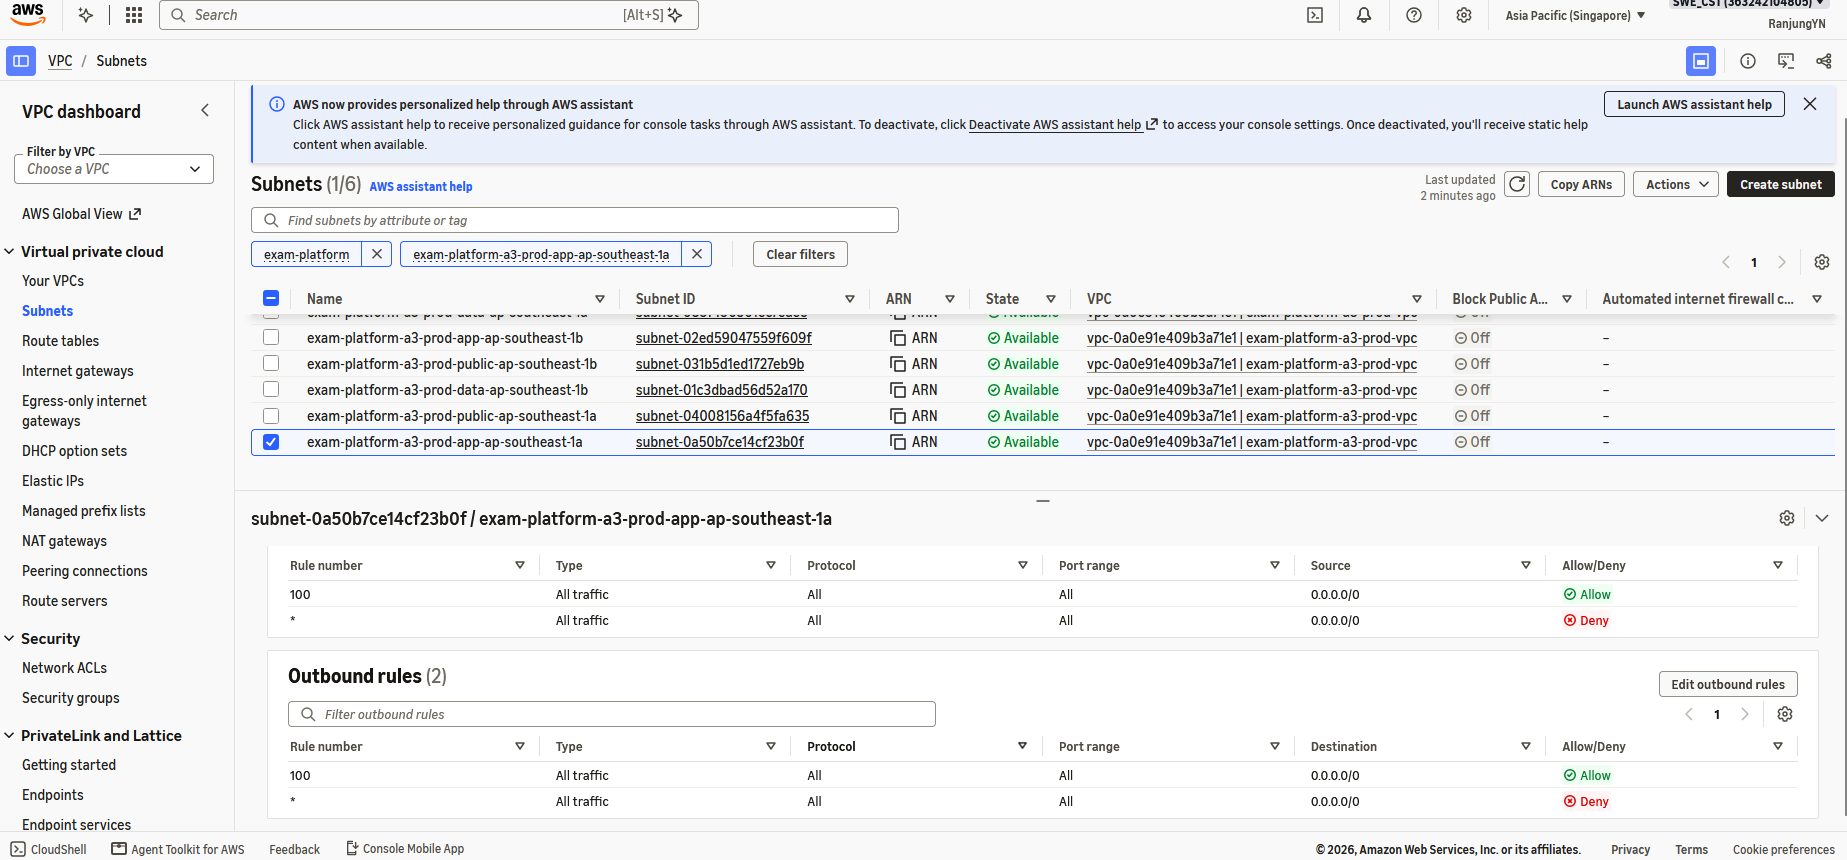 aws
Search [Alt+S]
Asia Pacific (Singapore)
SWE_CST (363242104805)
RanjungYN
VPC / Subnets
VPC dashboard
Filter by VPC
Choose a VPC
AWS Global View
Virtual private cloud
Your VPCs
Subnets
Route tables
Internet gateways
Egress-only internet
gateways
DHCP option sets
Elastic IPs
Managed prefix lists
NAT gateways
Peering connections
Route servers
Security
Network ACLs
Security groups
PrivateLink and Lattice
Getting started
Endpoints
Endpoint services
AWS now provides personalized help through AWS assistant
Click AWS assistant help to receive personalized guidance for console tasks through AWS assistant. To deactivate, click Deactivate AWS assistant help to access your console settings. Once deactivated, you'll receive static help
content when available.
Launch AWS assistant help
Subnets (1/6) AWS assistant help
Last updated
2 minutes ago
Copy ARNs
Actions
Create subnet
Find subnets by attribute or tag
exam-platform
exam-platform-a3-prod-app-ap-southeast-1a
Clear filters
1
Name Subnet ID ARN State VPC Block Public A... Automated internet firewall c...
exam-platform-a3-prod-app-ap-southeast-1b subnet-02ed59047559f609f ARN Available vpc-0a0e91e409b3a71e1 | exam-platform-a3-prod-vpc Off –
exam-platform-a3-prod-public-ap-southeast-1b subnet-031b5d1ed1727eb9b ARN Available vpc-0a0e91e409b3a71e1 | exam-platform-a3-prod-vpc Off –
exam-platform-a3-prod-data-ap-southeast-1b subnet-01c3dbad56d52a170 ARN Available vpc-0a0e91e409b3a71e1 | exam-platform-a3-prod-vpc Off –
exam-platform-a3-prod-public-ap-southeast-1a subnet-04008156a4f5fa635 ARN Available vpc-0a0e91e409b3a71e1 | exam-platform-a3-prod-vpc Off –
exam-platform-a3-prod-app-ap-southeast-1a subnet-0a50b7ce14cf23b0f ARN Available vpc-0a0e91e409b3a71e1 | exam-platform-a3-prod-vpc Off –
subnet-0a50b7ce14cf23b0f / exam-platform-a3-prod-app-ap-southeast-1a
Rule number Type Protocol Port range Source Allow/Deny
100 All traffic All All 0.0.0.0/0 Allow
* All traffic All All 0.0.0.0/0 Deny
Outbound rules (2)
Edit outbound rules
Filter outbound rules
1
Rule number Type Protocol Port range Destination Allow/Deny
100 All traffic All All 0.0.0.0/0 Allow
* All traffic All All 0.0.0.0/0 Deny
CloudShell Agent Toolkit for AWS Feedback Console Mobile App
© 2026, Amazon Web Services, Inc. or its affiliates. Privacy Terms Cookie preferences